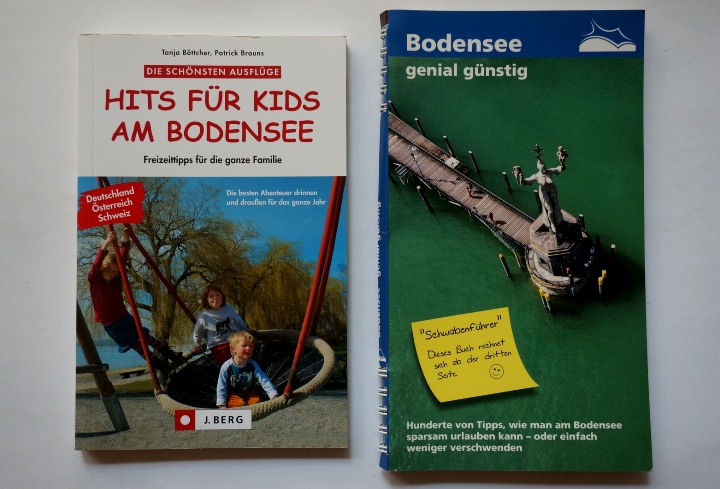 Tanja Böttcher, Patrick Brauns
DIE SCHÖNSTEN AUSFLÜGE
HITS FÜR KIDS
AM BODENSEE
Freizeittipps für die ganze Familie
Deutschland
Österreich
Schweiz
Die besten Abenteuer drinnen
und draußen für das ganze Jahr
J. BERG
Bodensee
genial günstig
"Schwabenführer"
Dieses Buch rechnet
sich ab der dritten
Seite
Hunderte von Tipps, wie man am Bodensee
sparsam urlauben kann – oder einfach
weniger verschwenden